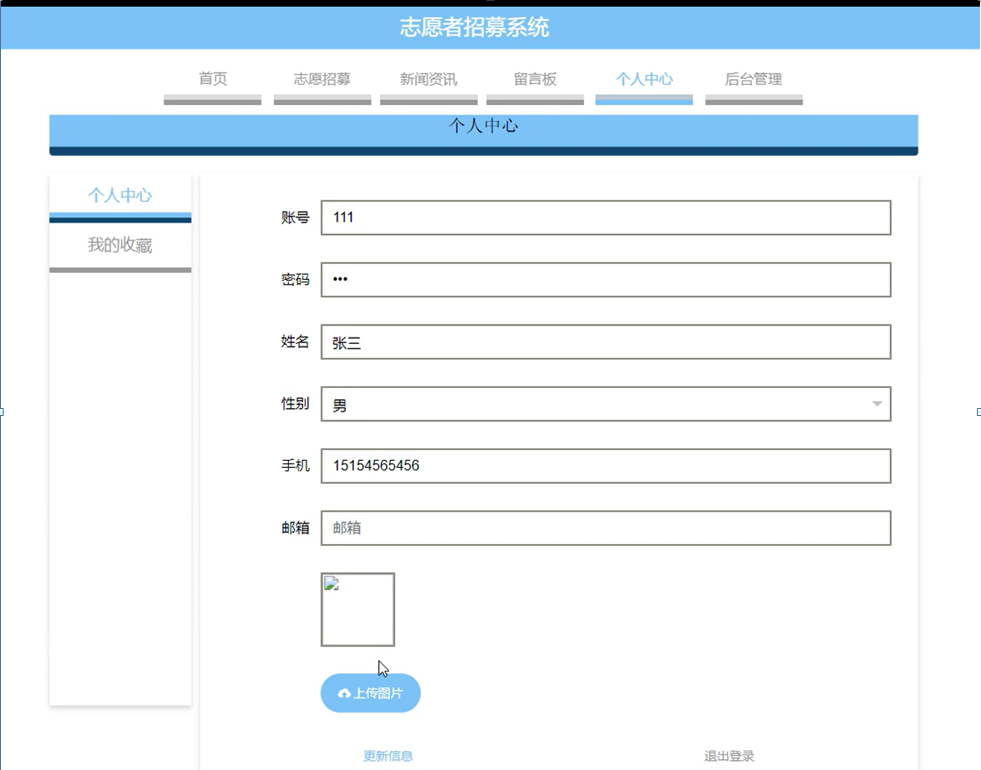 志愿者招募系统
首页 志愿招募 新闻资讯 留言板 个人中心 后台管理
个人中心
个人中心
我的收藏
账号 111
密码 •••
姓名 张三
性别 男
手机 15154565456
邮箱 邮箱
上传图片
更新信息 退出登录